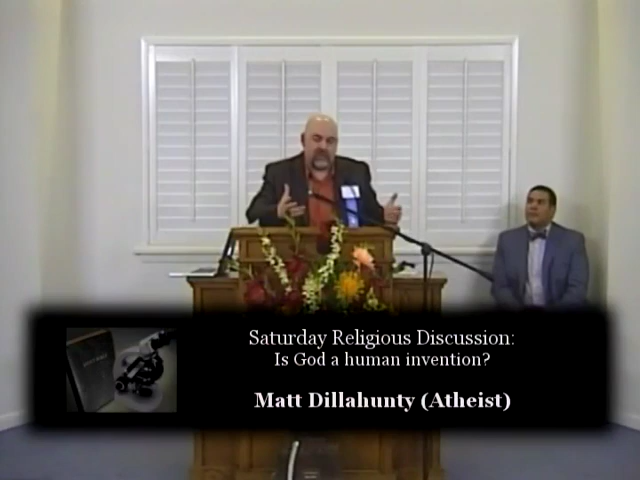 Saturday Religious Discussion:
Is God a human invention?
Matt Dillahunty (Atheist)